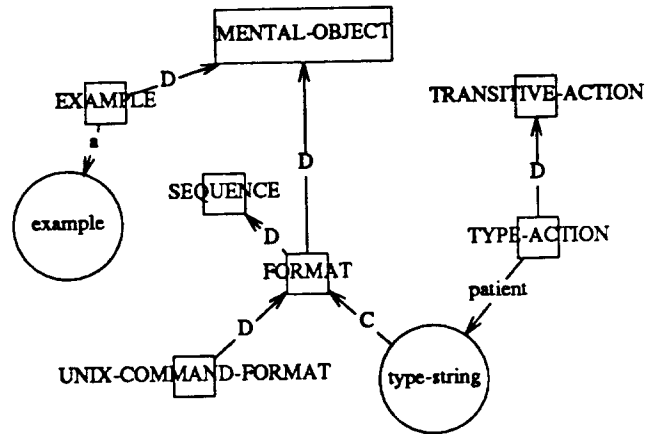 MENTAL-OBJECT
D
EXAMPLE
TRANSITIVE-ACTION
a
D
D
SEQUENCE
example
D
TYPE-ACTION
FORMAT
patient
D
C
UNIX-COMMAND-FORMAT
type-string